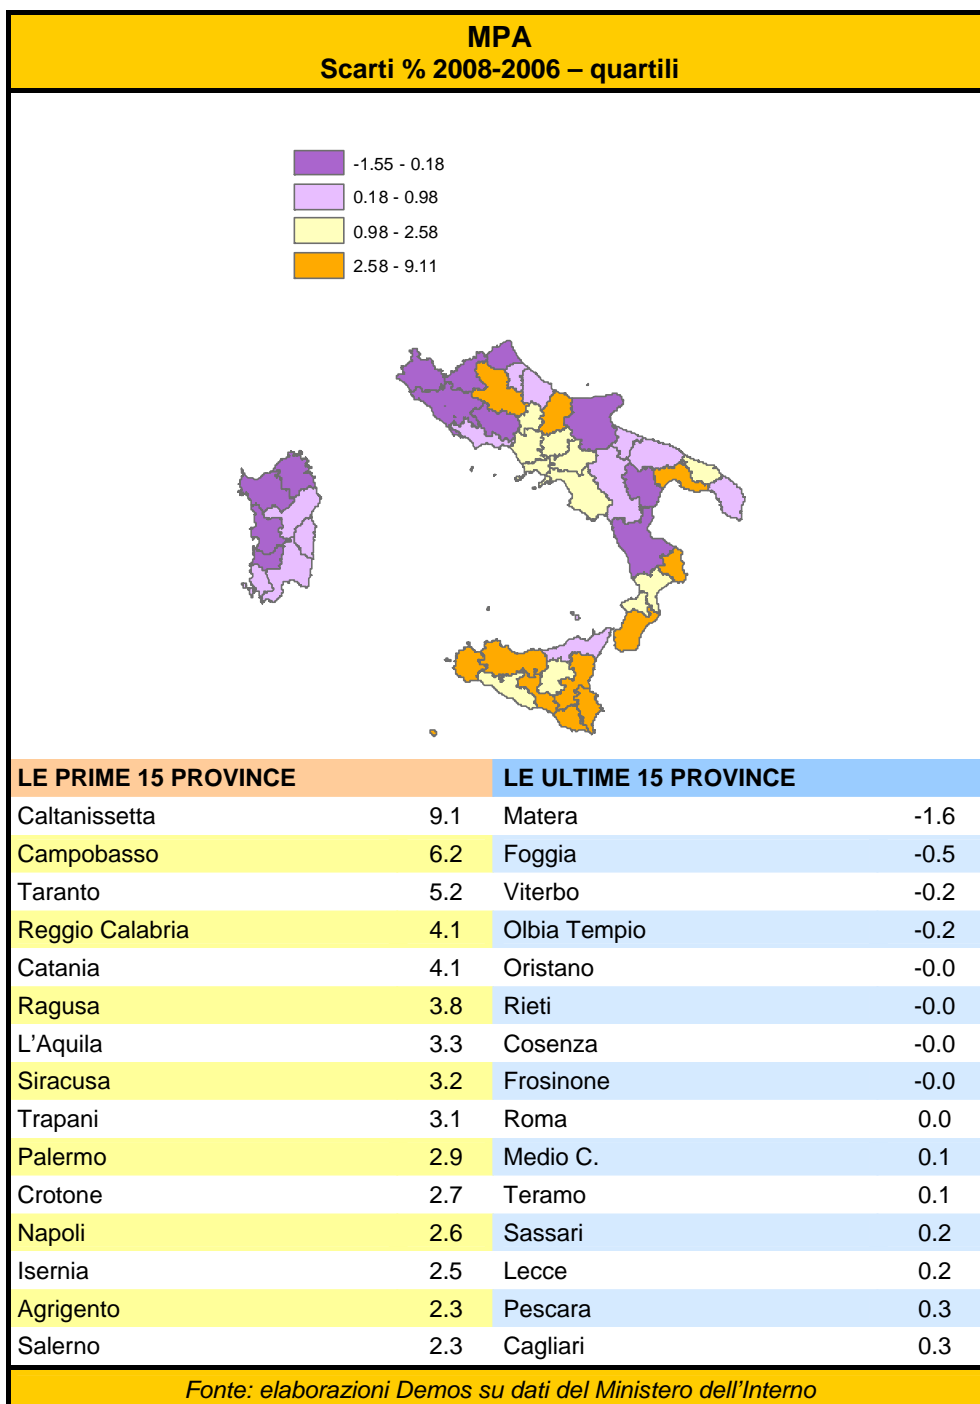 MPA
Scarti % 2008-2006 – quartili
-1.55 - 0.18
0.18 - 0.98
0.98 - 2.58
2.58 - 9.11
LE PRIME 15 PROVINCE LE ULTIME 15 PROVINCE
Caltanissetta 9.1 Matera -1.6
Campobasso 6.2 Foggia -0.5
Taranto 5.2 Viterbo -0.2
Reggio Calabria 4.1 Olbia Tempio -0.2
Catania 4.1 Oristano -0.0
Ragusa 3.8 Rieti -0.0
L’Aquila 3.3 Cosenza -0.0
Siracusa 3.2 Frosinone -0.0
Trapani 3.1 Roma 0.0
Palermo 2.9 Medio C. 0.1
Crotone 2.7 Teramo 0.1
Napoli 2.6 Sassari 0.2
Isernia 2.5 Lecce 0.2
Agrigento 2.3 Pescara 0.3
Salerno 2.3 Cagliari 0.3
Fonte: elaborazioni Demos su dati del Ministero dell’Interno